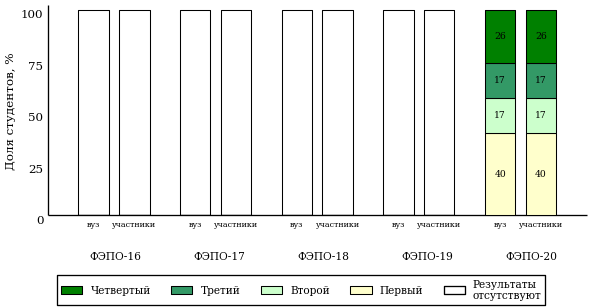 Доля студентов, %
100
75
50
25
0
26 26
17 17
17 17
40 40
вуз участники вуз участники вуз участники вуз участники вуз участники
ФЭПО-16 ФЭПО-17 ФЭПО-18 ФЭПО-19 ФЭПО-20
Четвертый Третий Второй Первый Результаты
отсутствуют